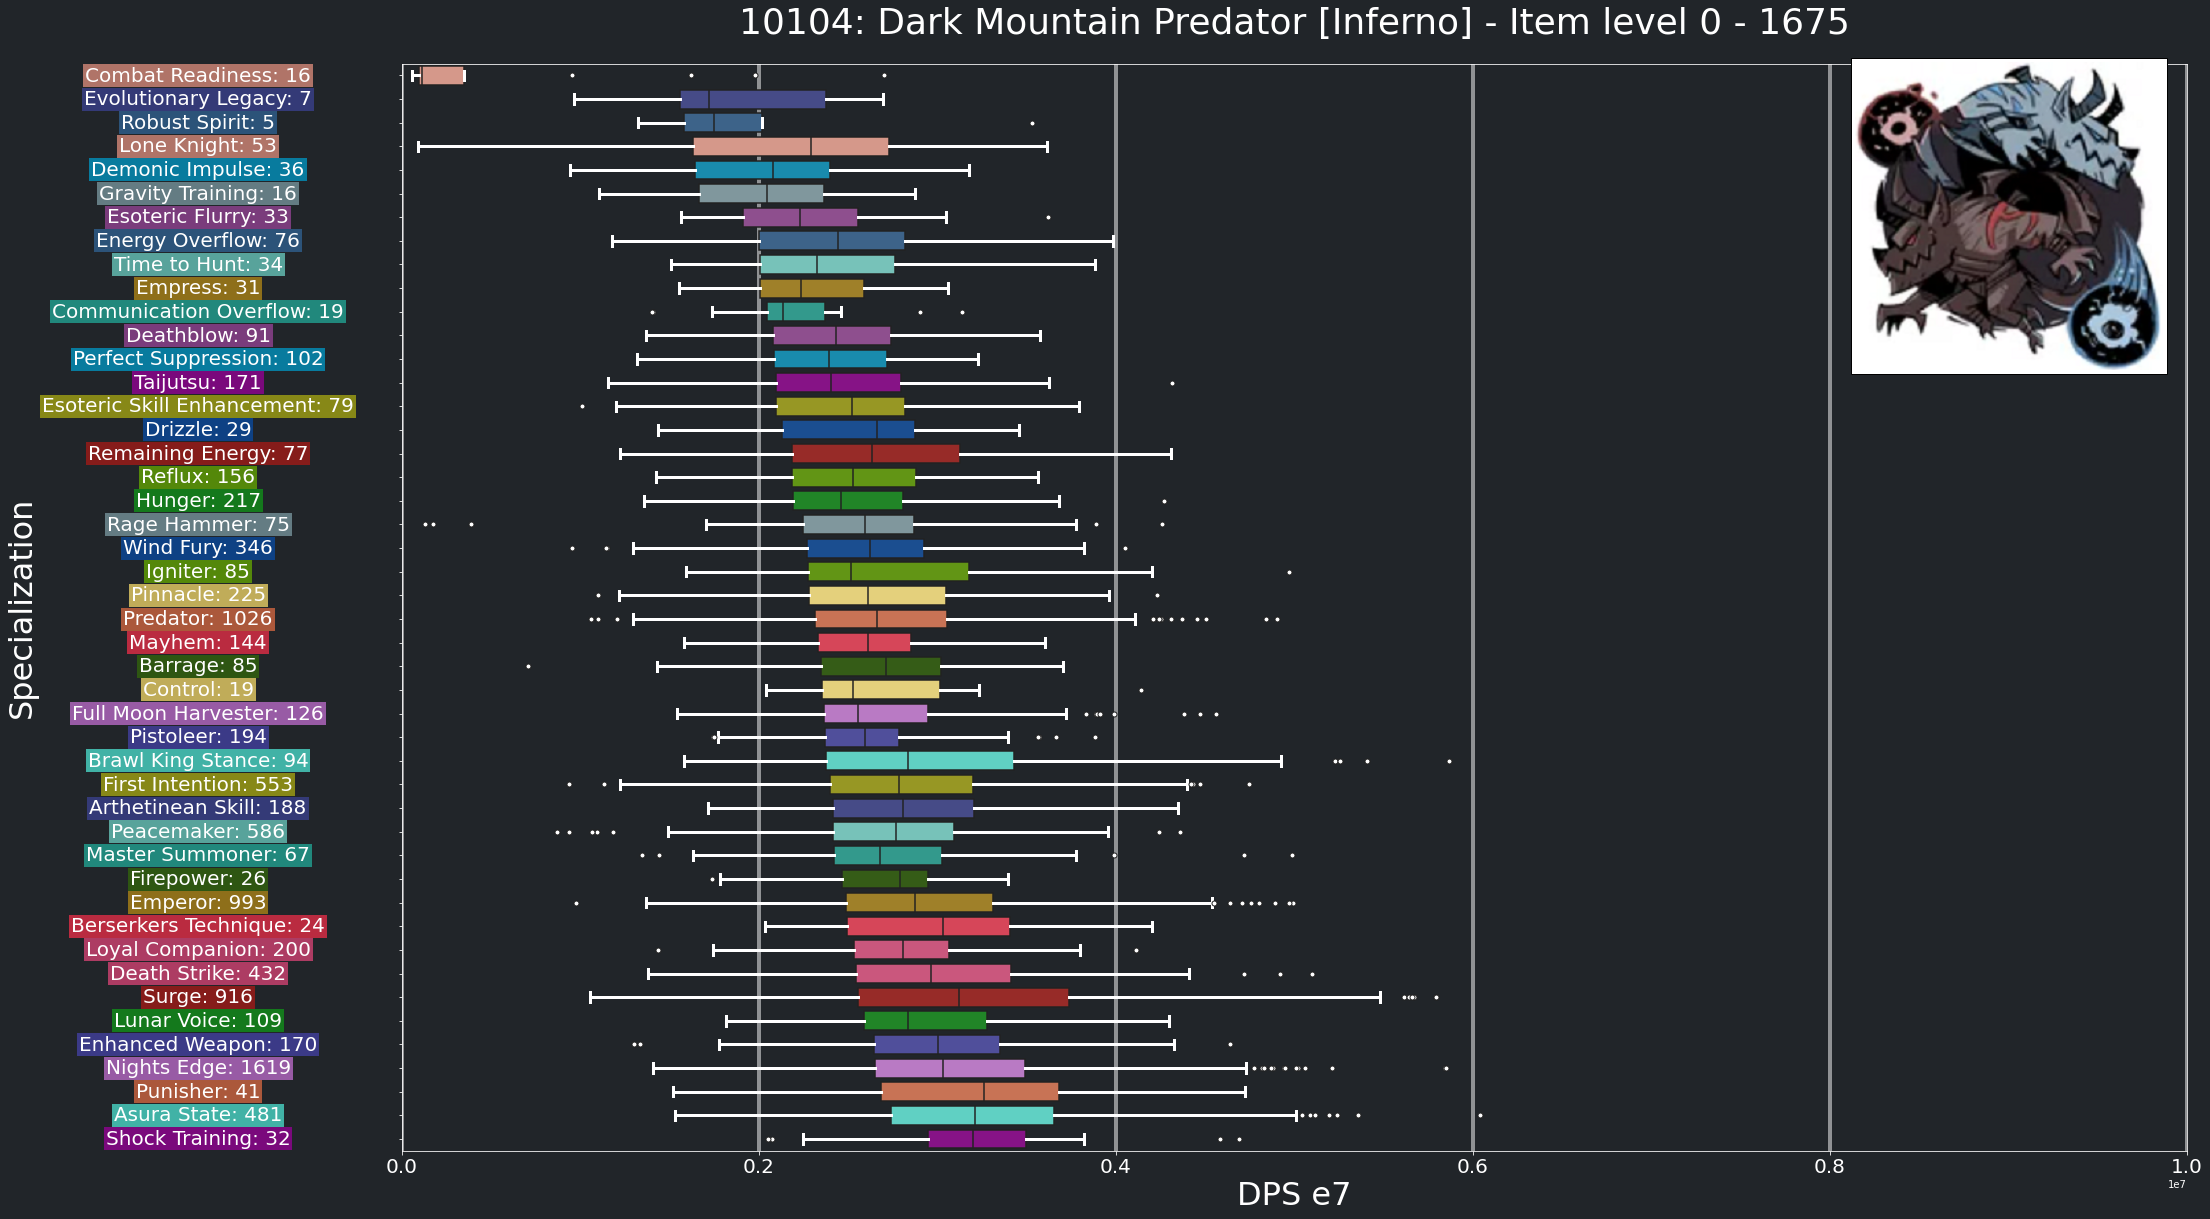 10104: Dark Mountain Predator [Inferno] - Item level 0 - 1675
Specialization
Combat Readiness: 16
Evolutionary Legacy: 7
Robust Spirit: 5
Lone Knight: 53
Demonic Impulse: 36
Gravity Training: 16
Esoteric Flurry: 33
Energy Overflow: 76
Time to Hunt: 34
Empress: 31
Communication Overflow: 19
Deathblow: 91
Perfect Suppression: 102
Taijutsu: 171
Esoteric Skill Enhancement: 79
Drizzle: 29
Remaining Energy: 77
Reflux: 156
Hunger: 217
Rage Hammer: 75
Wind Fury: 346
Igniter: 85
Pinnacle: 225
Predator: 1026
Mayhem: 144
Barrage: 85
Control: 19
Full Moon Harvester: 126
Pistoleer: 194
Brawl King Stance: 94
First Intention: 553
Arthetinean Skill: 188
Peacemaker: 586
Master Summoner: 67
Firepower: 26
Emperor: 993
Berserkers Technique: 24
Loyal Companion: 200
Death Strike: 432
Surge: 916
Lunar Voice: 109
Enhanced Weapon: 170
Nights Edge: 1619
Punisher: 41
Asura State: 481
Shock Training: 32
0.0 0.2 0.4 0.6 0.8 1.0
1e7
DPS e7